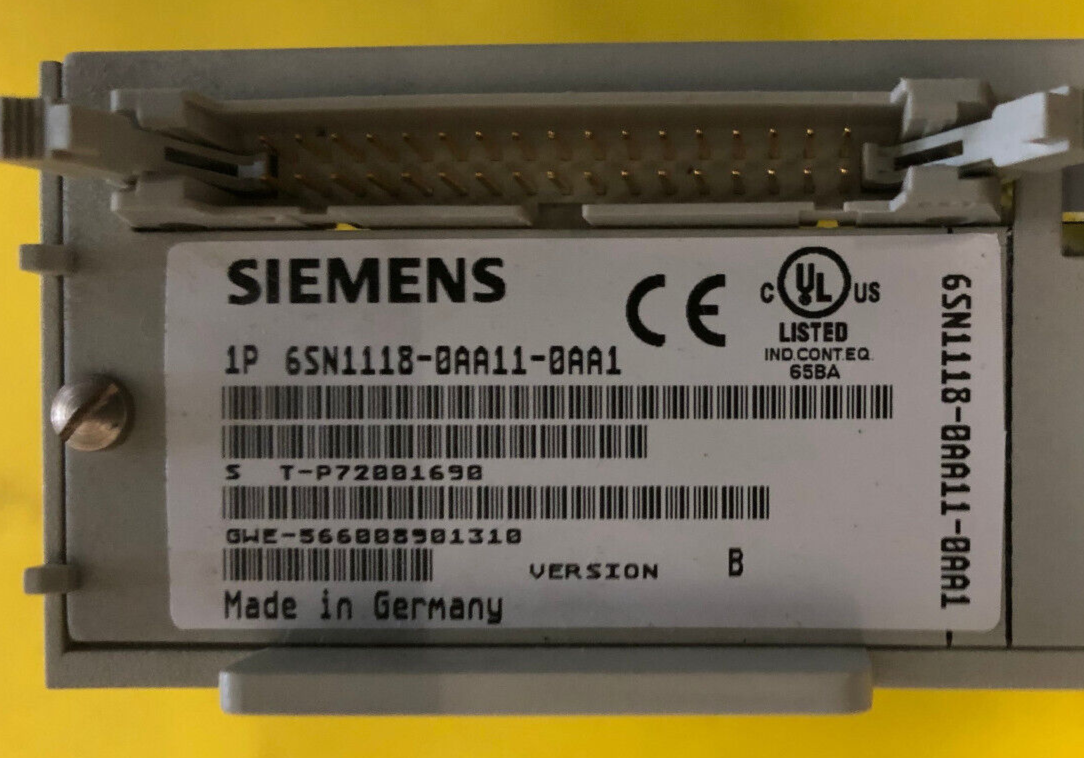 SIEMENS
CE
C UL US
LISTED
IND.CONT.EQ.
65BA
1P 6SN1118-0AA11-0AA1
S T-P72001690
GWE-566008901310
VERSION B
Made in Germany
6SN1118-0AA11-0AA1